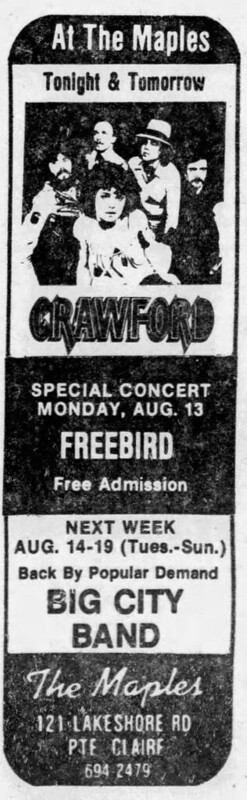 At The Maples
Tonight & Tomorrow
CRAWFORD
SPECIAL CONCERT
MONDAY, AUG. 13
FREEBIRD
Free Admission
NEXT WEEK
AUG. 14-19 (Tues.-Sun.)
Back By Popular Demand
BIG CITY
BAND
The Maples
121 LAKESHORE RD
PTE CLAIRE
694 2479